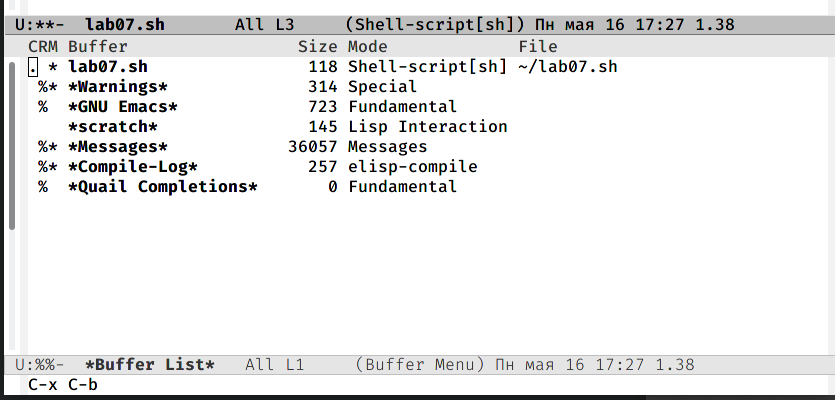 U:**-  lab07.sh       All L3     (Shell-script[sh]) Пн мая 16 17:27 1.38
CRM Buffer                 Size Mode             File
. * lab07.sh                118 Shell-script[sh] ~/lab07.sh
 %* *Warnings*              314 Special
 %  *GNU Emacs*             723 Fundamental
    *scratch*               145 Lisp Interaction
 %* *Messages*            36057 Messages
 %* *Compile-Log*           257 elisp-compile
 %  *Quail Completions*       0 Fundamental
U:%%-  *Buffer List*   All L1     (Buffer Menu) Пн мая 16 17:27 1.38
C-x C-b